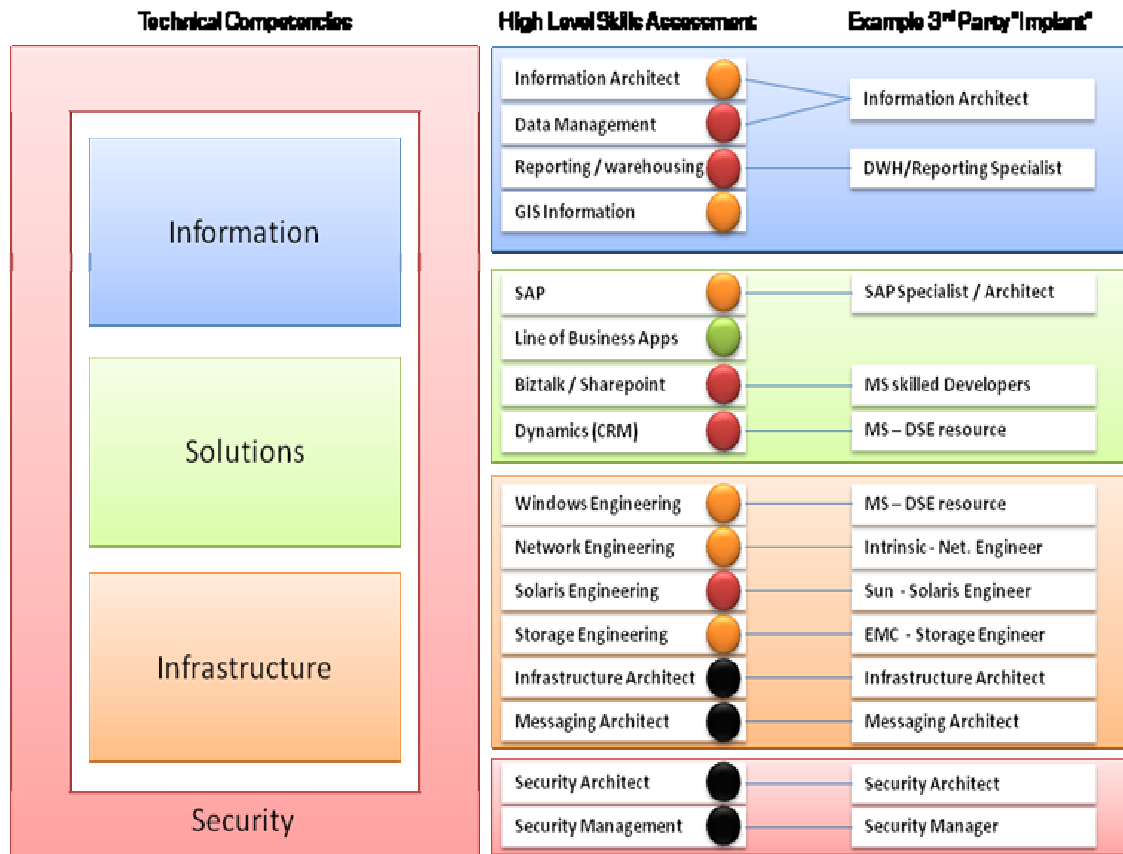 Technical Competencies
High Level Skills Assessment
Example 3rd Party "Implant"
Information
Solutions
Infrastructure
Security
Information Architect
Data Management
Reporting / warehousing
GIS Information
Information Architect
DWH/Reporting Specialist
SAP
Line of Business Apps
Biztalk / Sharepoint
Dynamics (CRM)
SAP Specialist / Architect
MS skilled Developers
MS – DSE resource
Windows Engineering
Network Engineering
Solaris Engineering
Storage Engineering
Infrastructure Architect
Messaging Architect
MS – DSE resource
Intrinsic - Net. Engineer
Sun - Solaris Engineer
EMC - Storage Engineer
Infrastructure Architect
Messaging Architect
Security Architect
Security Management
Security Architect
Security Manager